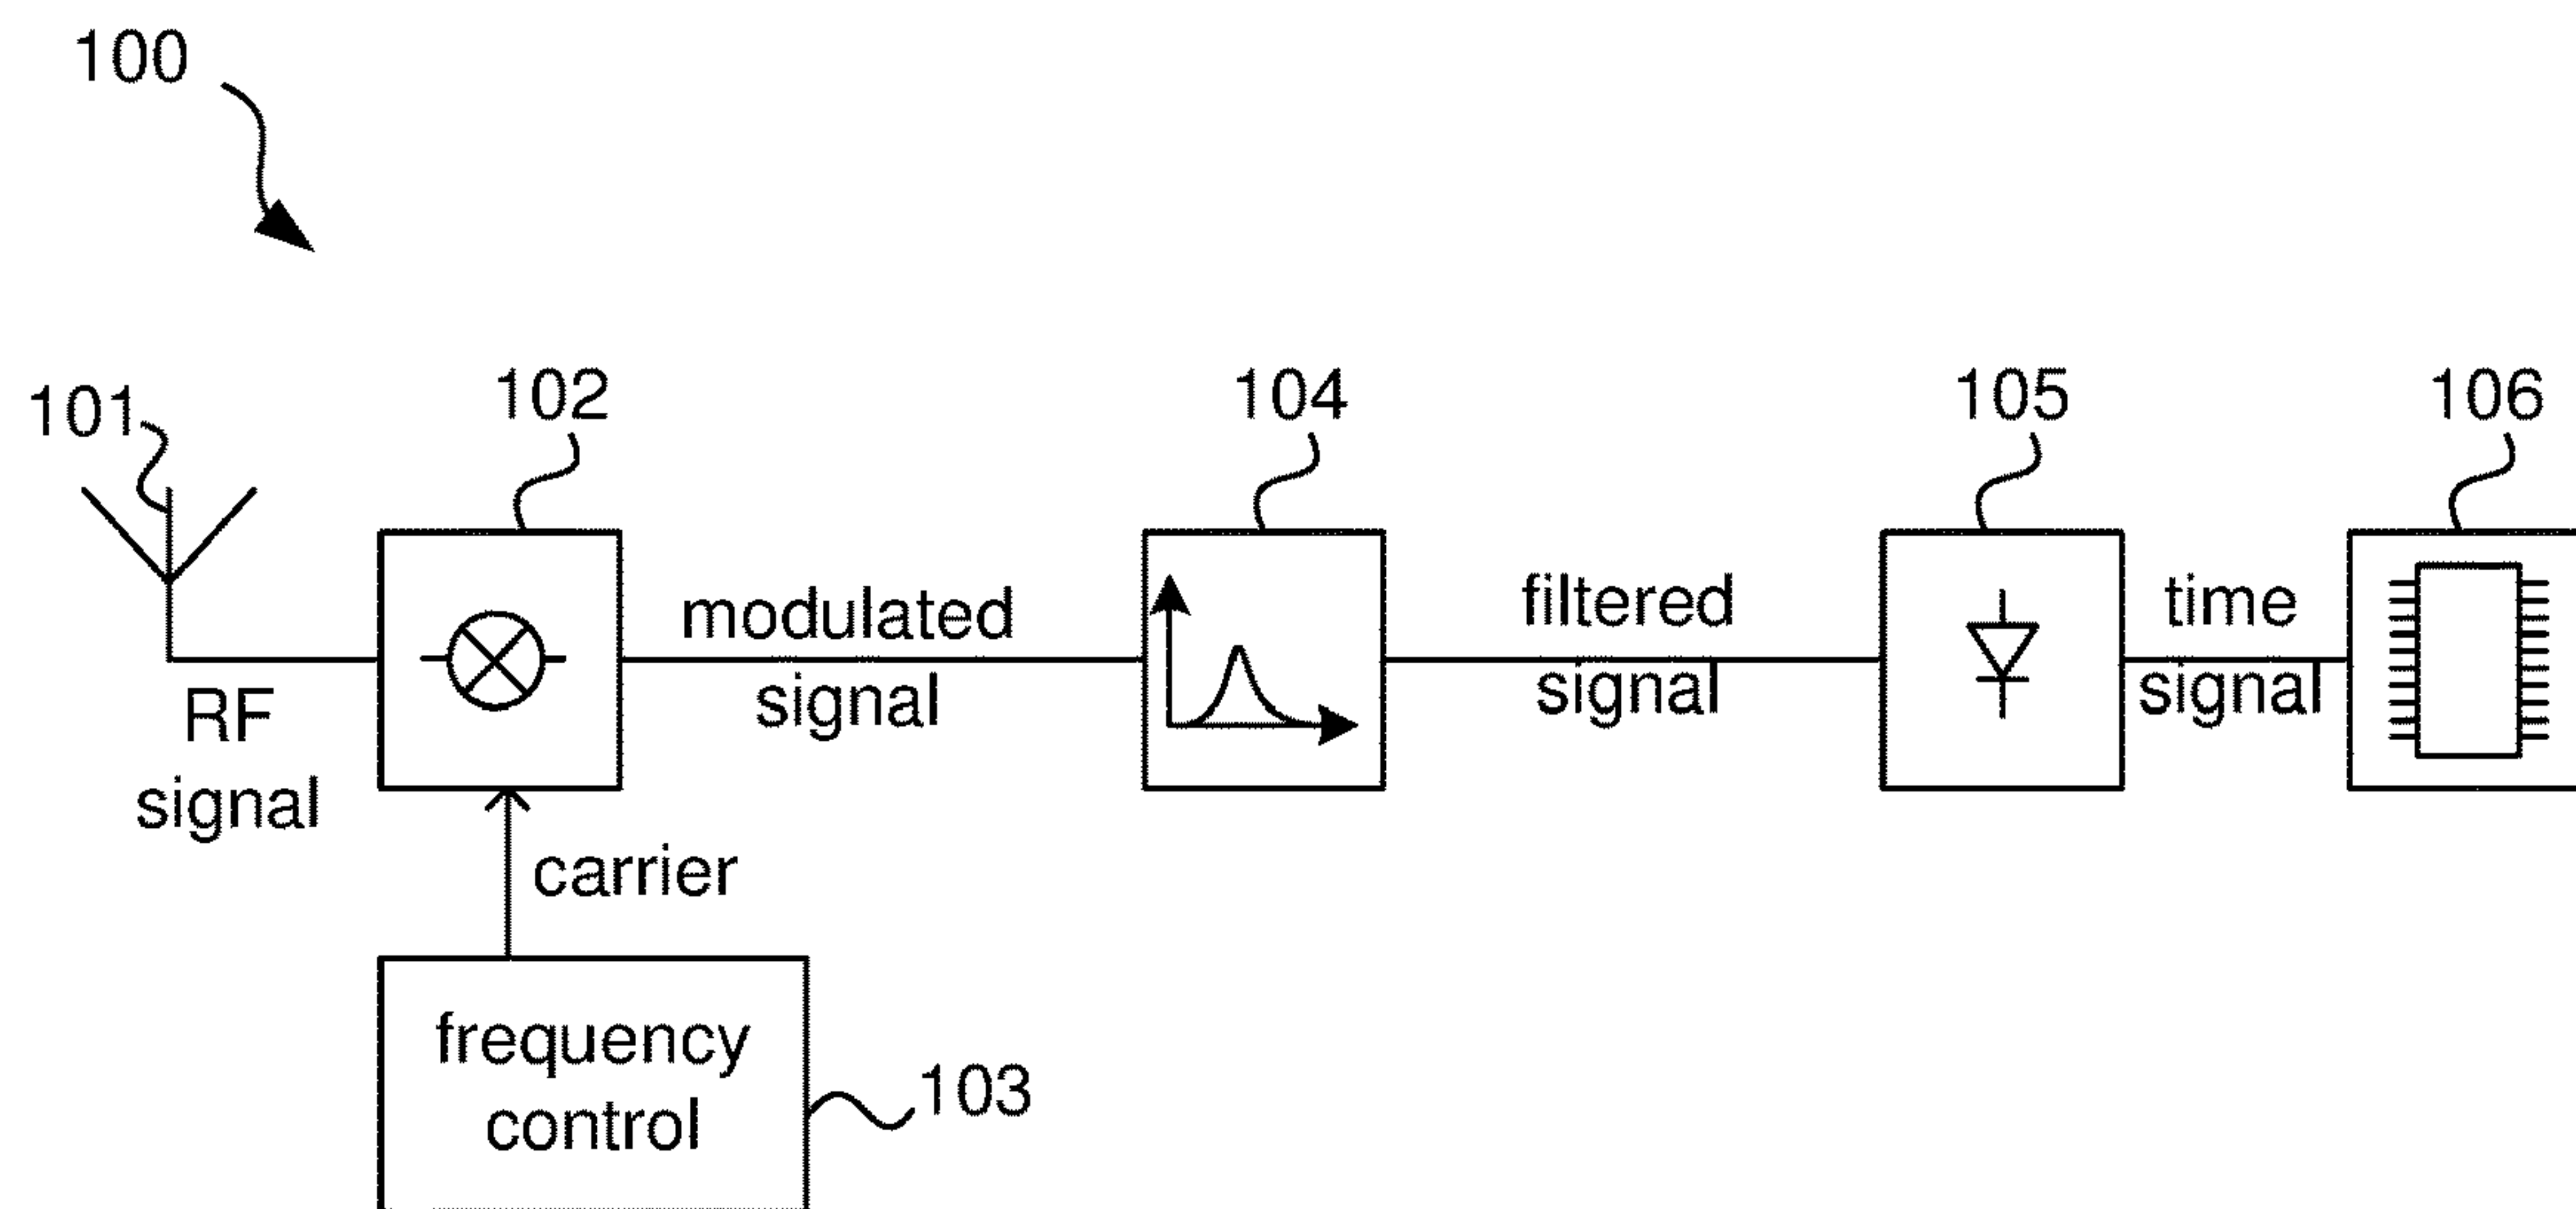 100
101
102
104
105
106
modulated
signal
filtered
signal
time
signal
RF
signal
carrier
frequency
control
103